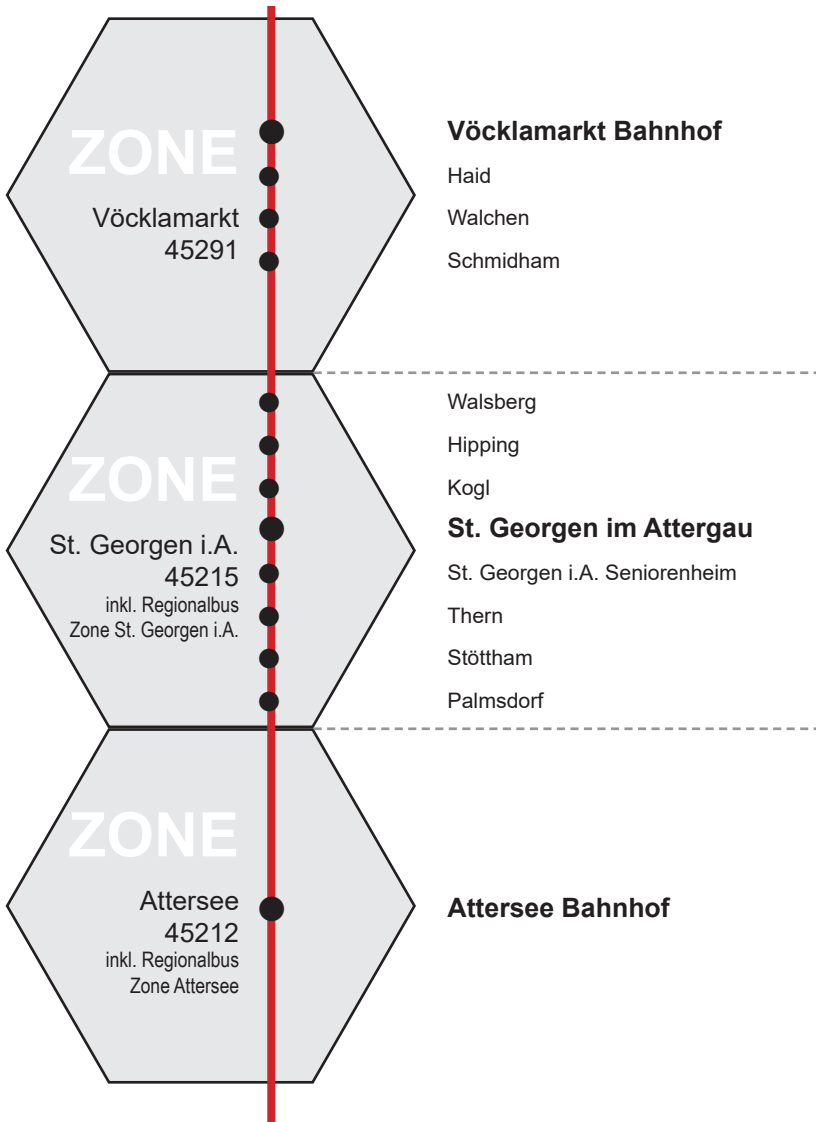 ZONE
Vöcklamarkt
45291
Vöcklamarkt Bahnhof
Haid
Walchen
Schmidham
ZONE
St. Georgen i.A.
45215
inkl. Regionalbus
Zone St. Georgen i.A.
Walsberg
Hipping
Kogl
St. Georgen im Attergau
St. Georgen i.A. Seniorenheim
Thern
Stöttham
Palmsdorf
ZONE
Attersee
45212
inkl. Regionalbus
Zone Attersee
Attersee Bahnhof